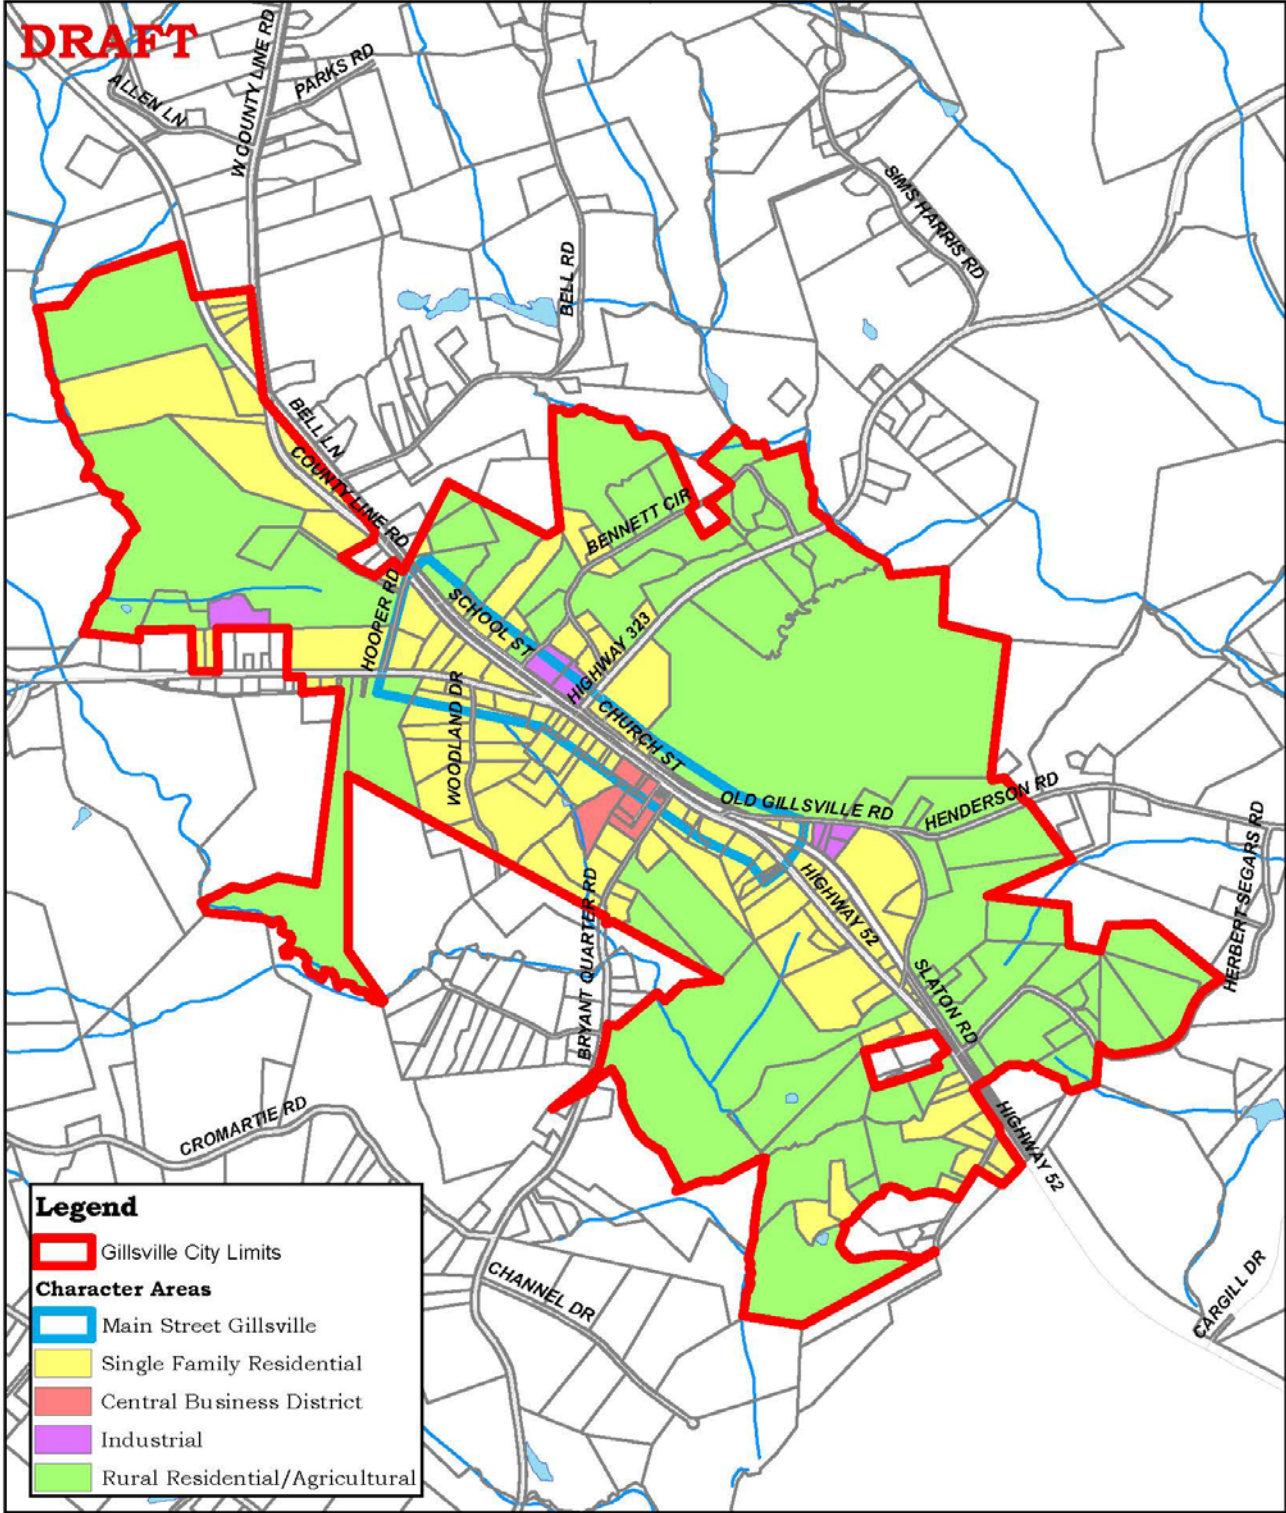 DRAFT
ALLEN LN
W COUNTY LINE RD
PARKS RD
SIMS HARRIS RD
BELL RD
BELL LN
COUNTY LINE RD
BENNETT CIR
HOOPER RD
SCHOOL ST
HIGHWAY 323
WOODLAND DR
CHURCH ST
OLD GILLSVILLE RD
HENDERSON RD
HERBERT SEGARS RD
HIGHWAY 52
BRYANT QUARTER RD
SLATON RD
CROMARTIE RD
HIGHWAY 52
CHANNEL DR
CARGILL DR
Legend
Gillsville City Limits
Character Areas
Main Street Gillsville
Single Family Residential
Central Business District
Industrial
Rural Residential/Agricultural